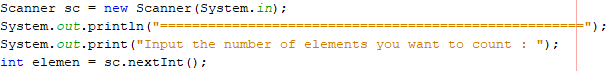 Scanner sc = new Scanner(System.in);
System.out.println("=====================================================");
System.out.print("Input the number of elements you want to count : ");
int elemen = sc.nextInt();